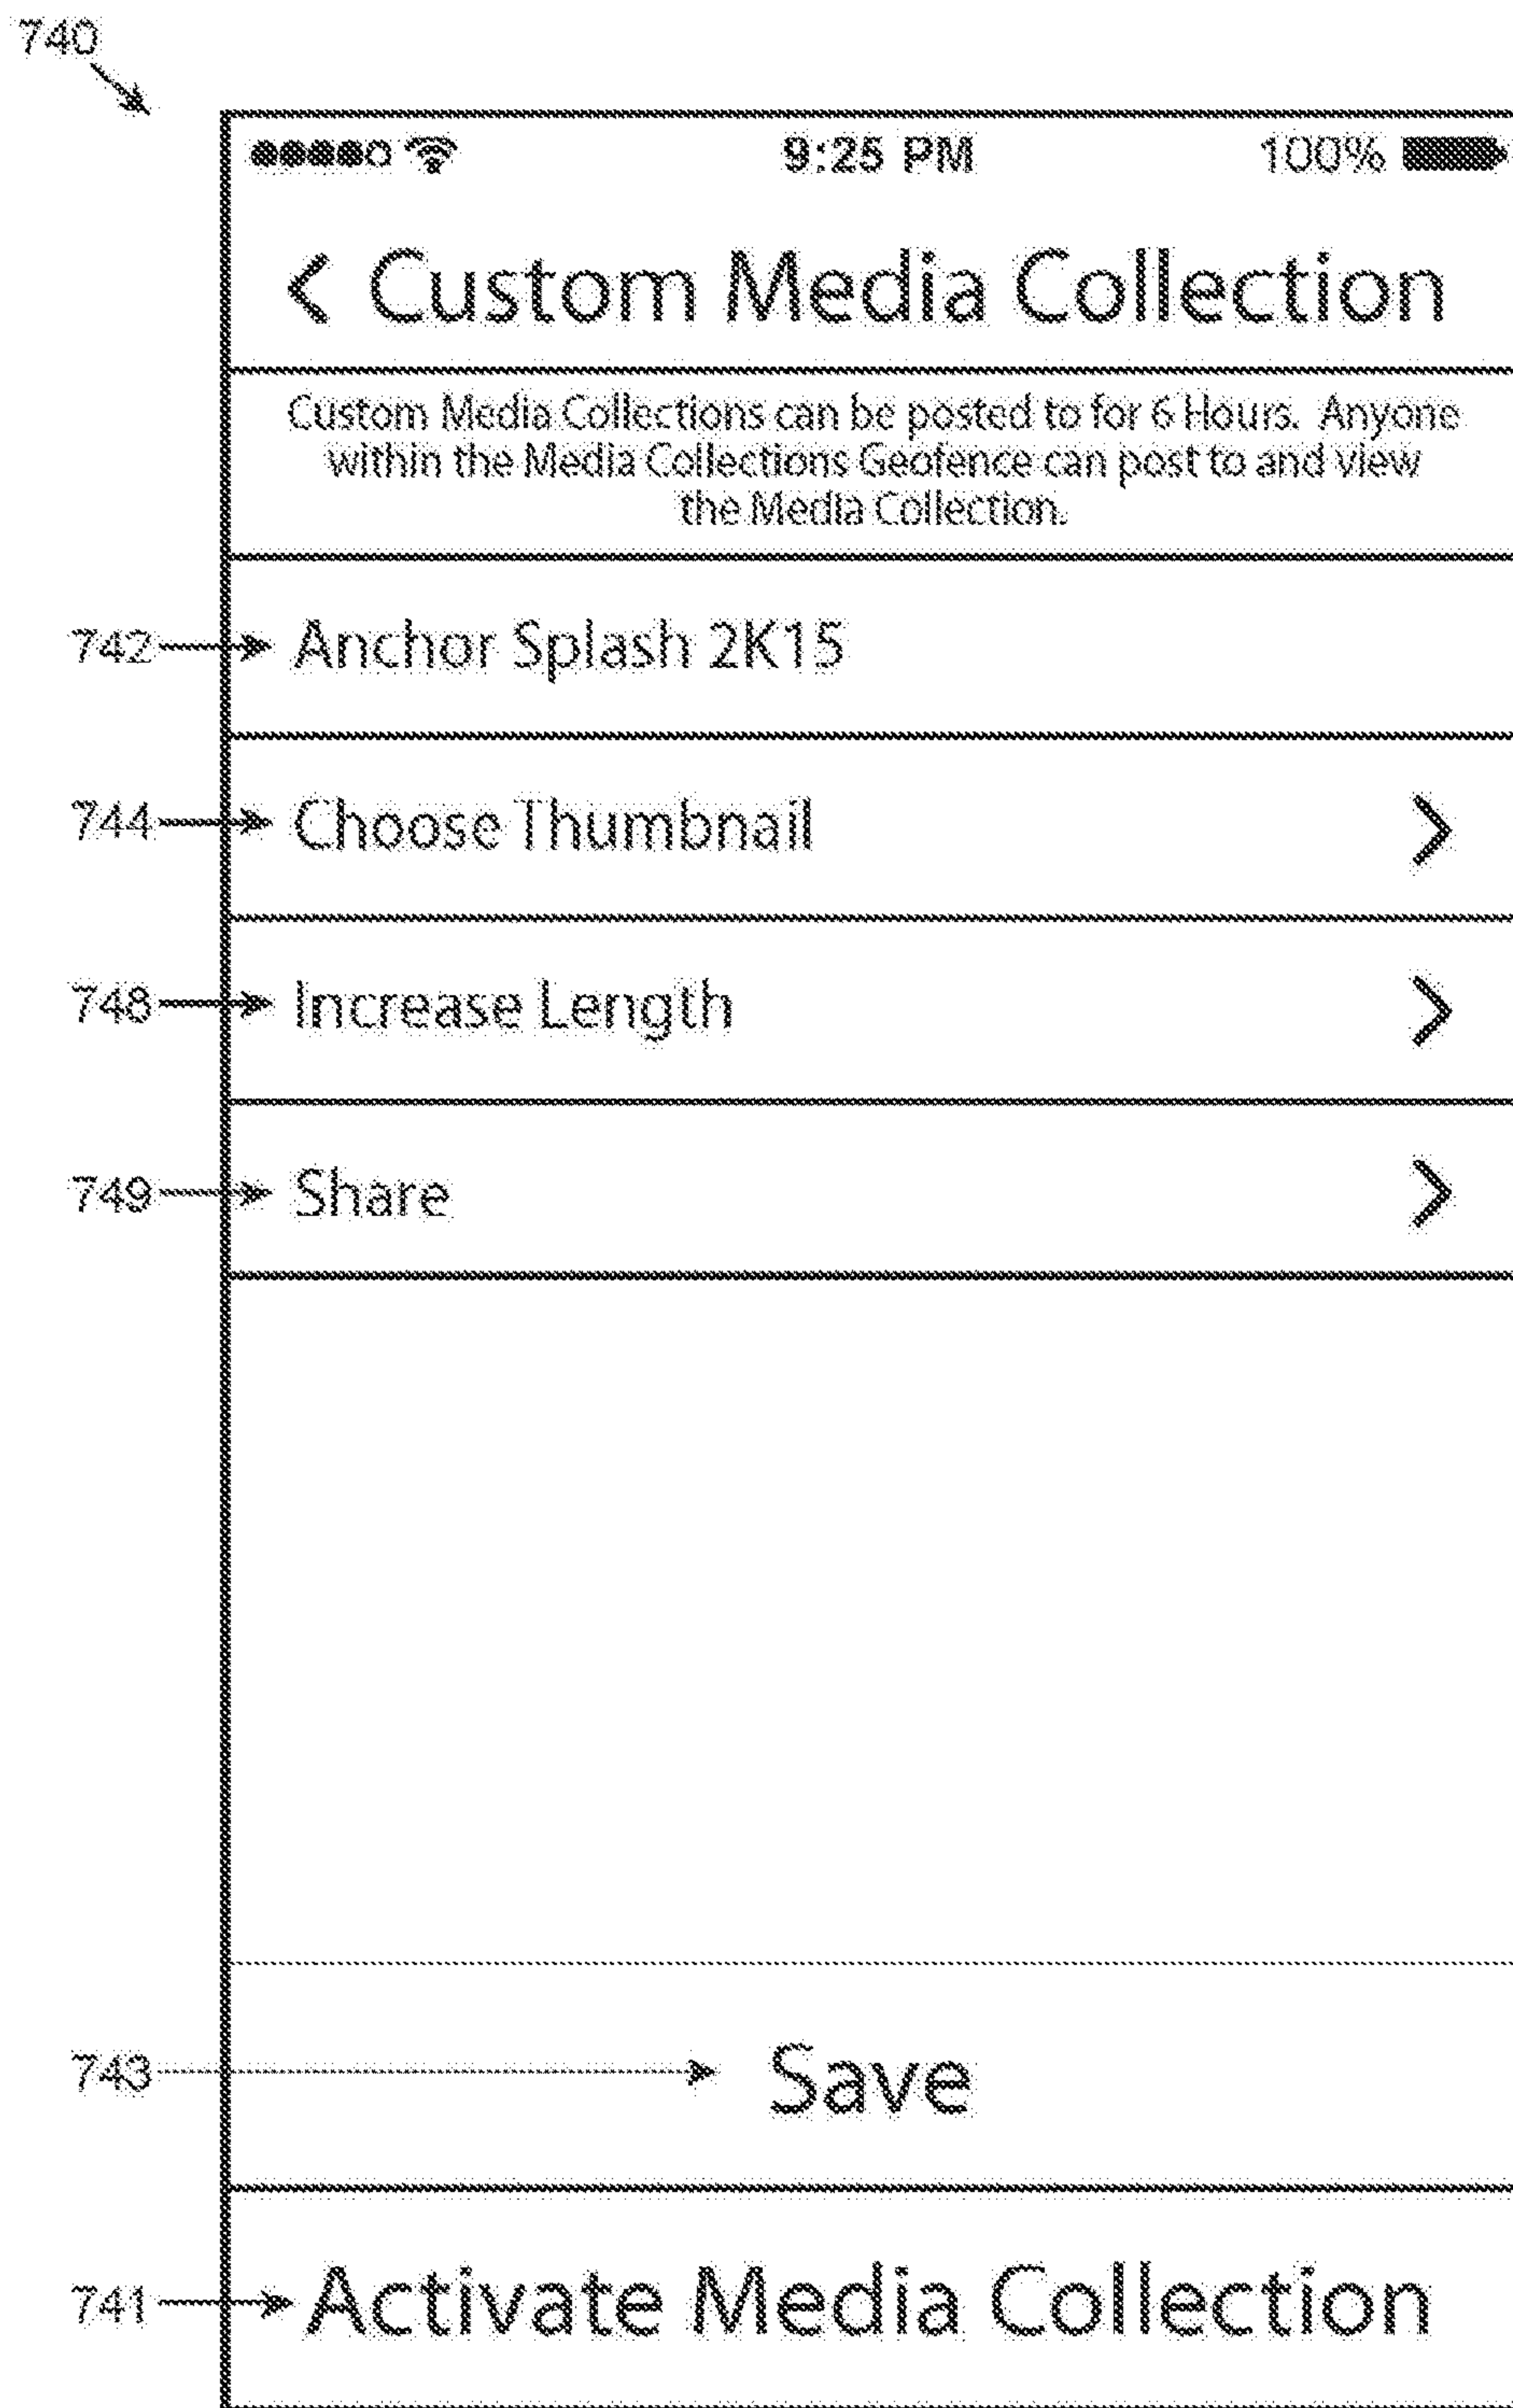 740
9:25 PM 100%
< Custom Media Collection
Custom Media Collections can be posted to for 6 Hours. Anyone
within the Media Collections Geofence can post to and view
the Media Collection.
742 Anchor Splash 2K15
744 Choose Thumbnail >
748 Increase Length >
749 Share >
743 Save
741 Activate Media Collection